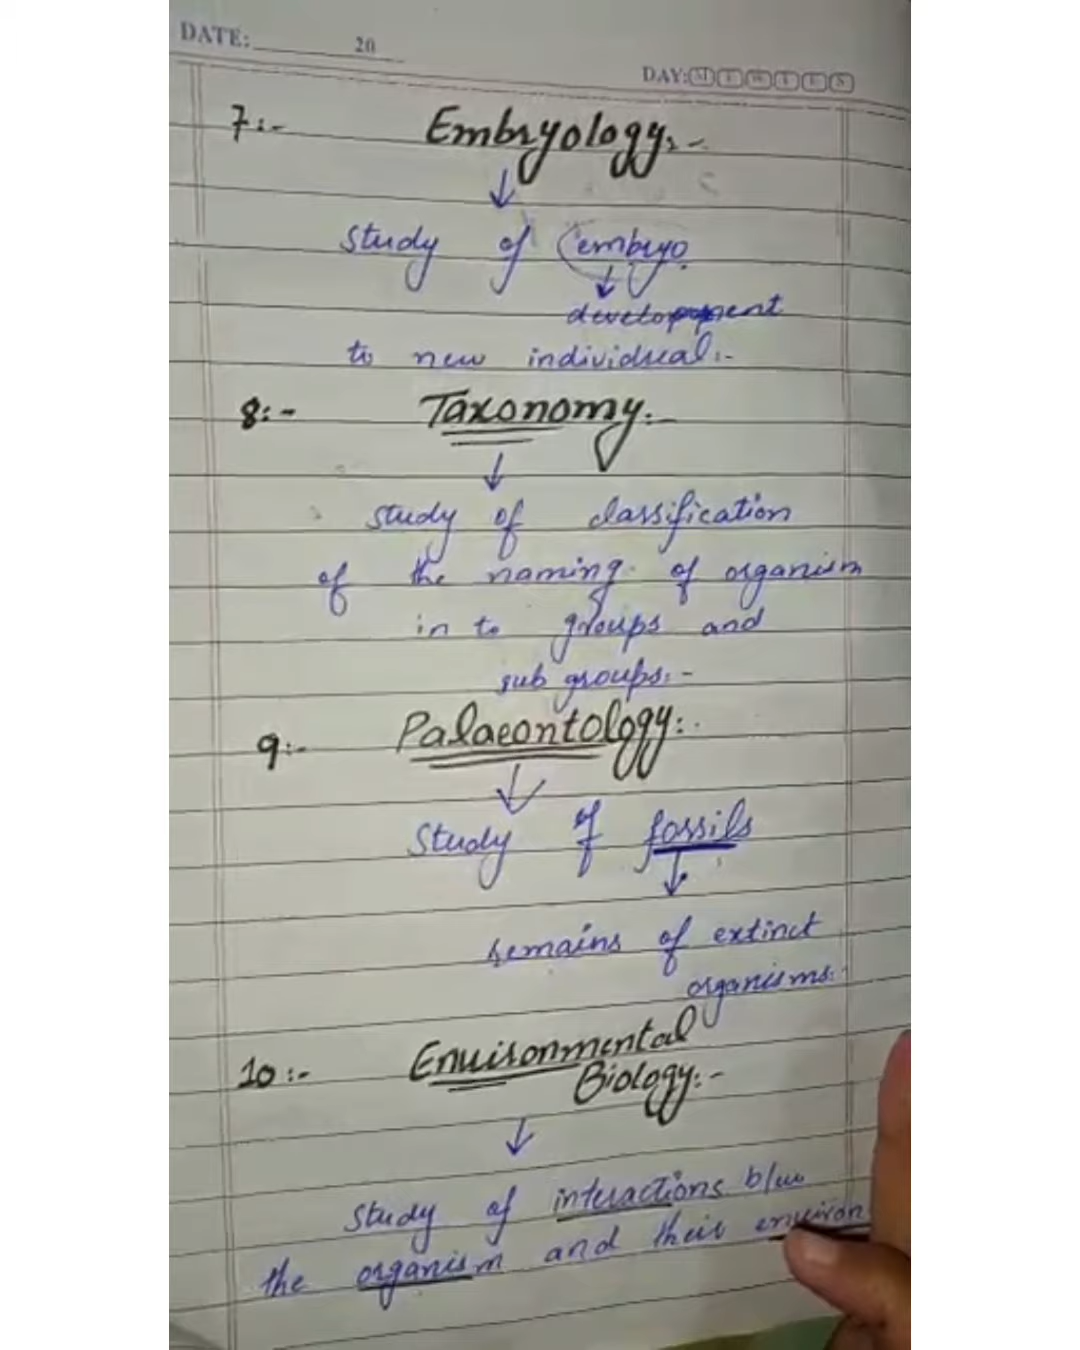 DATE:________20____
DAY: M T W T F S
7:- Embryology:-
↓
study of (embryo.
↓
development
to new individual:-
8:- Taxonomy:-
↓
study of classification
of the naming of organism
in to groups and
sub groups:-
9:- Palaeontology:-
↓
Study of fossils
↓
remains of extinct
organisms:
10:- Environmental
Biology:-
↓
study of interactions b/w
the organism and their environ